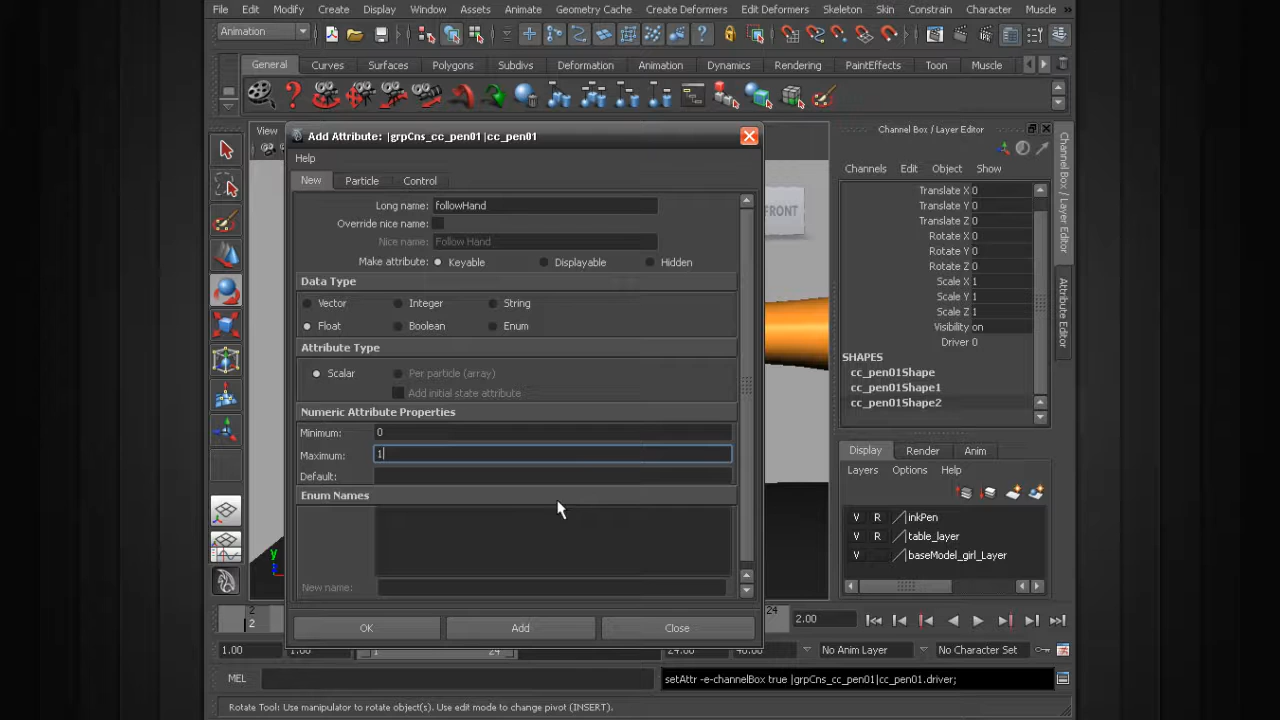 File Edit Modify Create Display Window Assets Animate Geometry Cache Create Deformers Edit Deformers Skeleton Skin Constrain Character Muscle »
Animation
General Curves Surfaces Polygons Subdivs Deformation Animation Dynamics Rendering PaintEffects Toon Muscle
View
Add Attribute: |grpCns_cc_pen01|cc_pen01
Help
New Particle Control
Long name: followHand
Override nice name:
Nice name: Follow Hand
Make attribute: Keyable Displayable Hidden
Data Type
Vector Integer String
Float Boolean Enum
Attribute Type
Scalar Per particle (array)
Add initial state attribute
Numeric Attribute Properties
Minimum: 0
Maximum: 1
Default:
Enum Names
New name:
OK Add Close
FRONT
y
Channel Box / Layer Editor
Channels Edit Object Show
Translate X 0
Translate Y 0
Translate Z 0
Rotate X 0
Rotate Y 0
Rotate Z 0
Scale X 1
Scale Y 1
Scale Z 1
Visibility on
Driver 0
SHAPES
cc_pen01Shape
cc_pen01Shape1
cc_pen01Shape2
Display Render Anim
Layers Options Help
V R inkPen
V R table_layer
V baseModel_girl_Layer
Channel Box / Layer Editor
Attribute Editor
2
2
24
2.00
1.00 1.00 1 24 24.00 48.00 No Anim Layer No Character Set
MEL
setAttr -e-channelBox true |grpCns_cc_pen01|cc_pen01.driver;
Rotate Tool: Use manipulator to rotate object(s). Use edit mode to change pivot (INSERT).